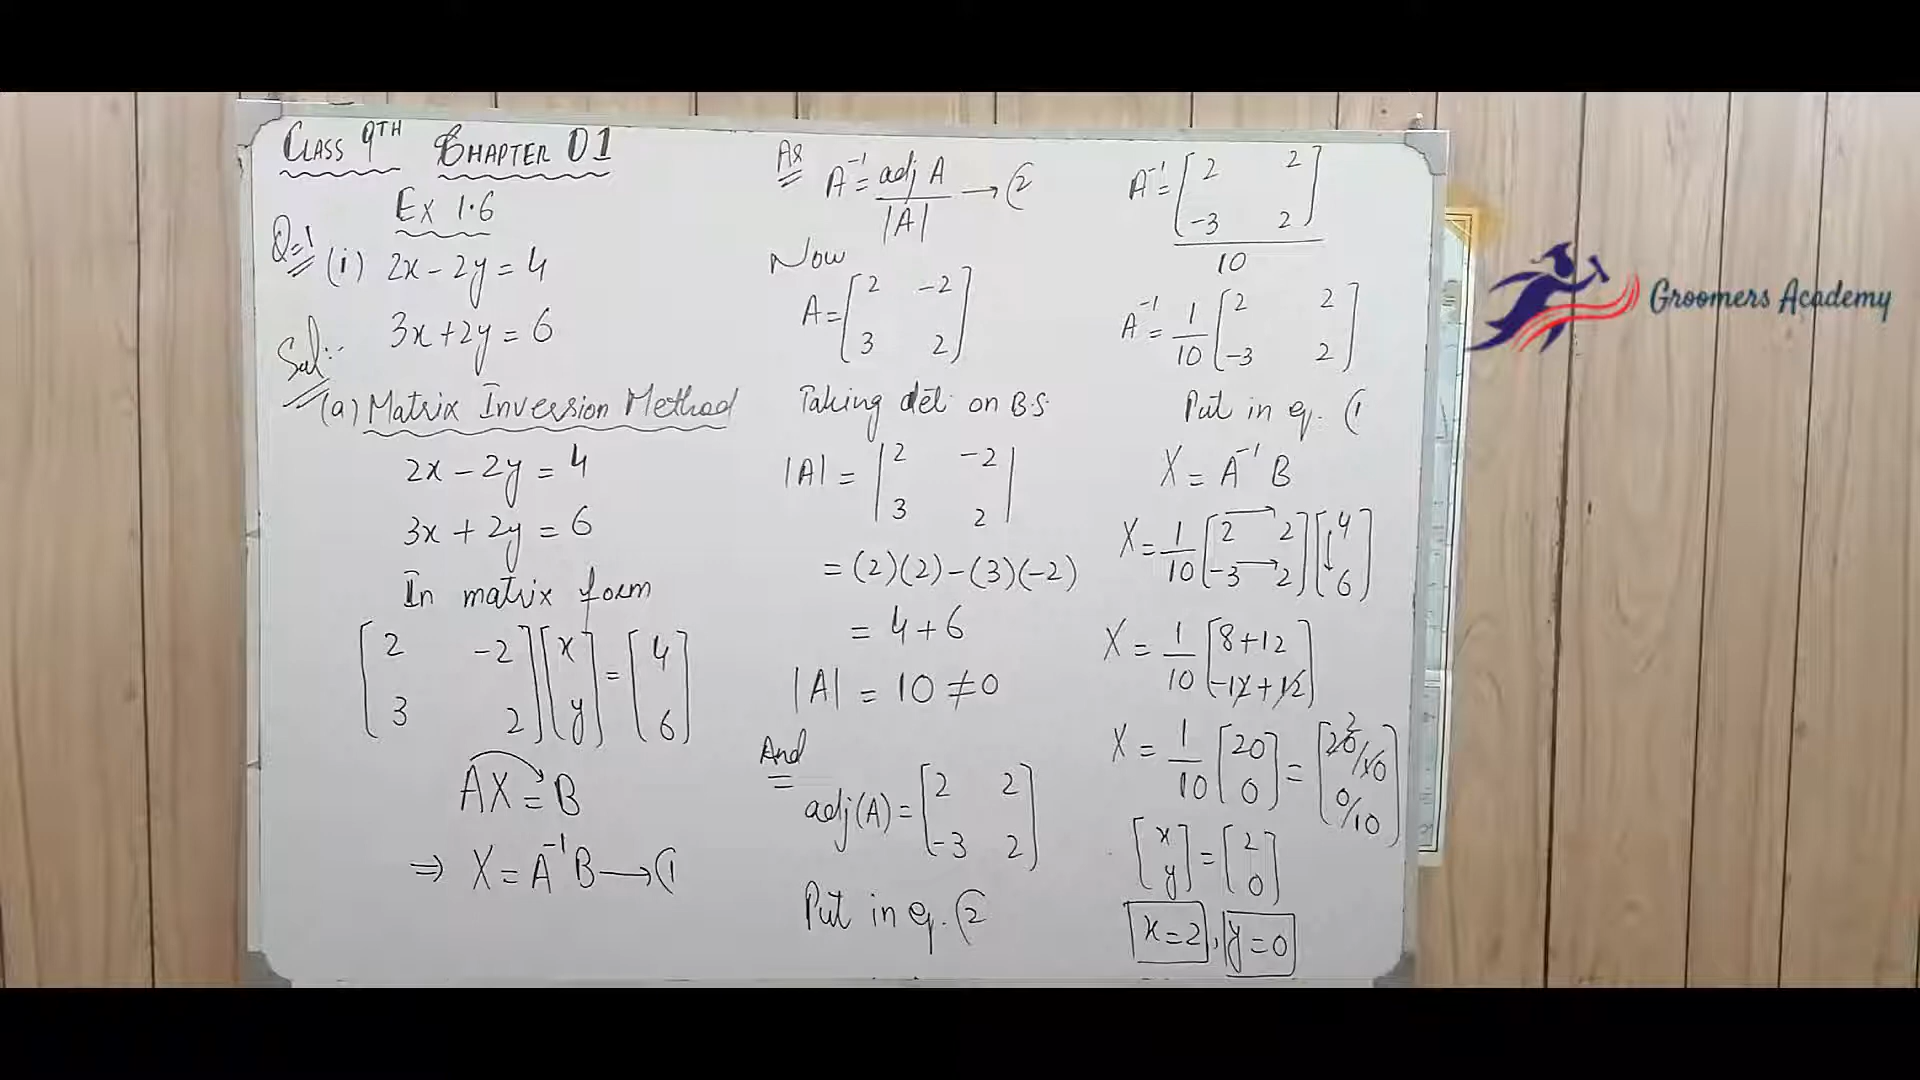 CLASS 9TH CHAPTER 01
Ex 1.6
Q=1 (i) 2x - 2y = 4
3x + 2y = 6
Sol:-
(a) Matrix Inversion Method
2x - 2y = 4
3x + 2y = 6
In matrix form
[2 -2] [x] = [4]
[3 2] [y] [6]
AX = B
⇒ X = A⁻¹B → (1
As A⁻¹ = adj A / |A| → (2
Now
A = [2 -2]
[3 2]
Taking det. on B.S.
|A| = |2 -2|
|3 2|
= (2)(2) - (3)(-2)
= 4 + 6
|A| = 10 ≠ 0
And
adj(A) = [2 2]
[-3 2]
Put in eq. (2
A⁻¹ = [2 2]
[-3 2]
10
A⁻¹ = 1/10 [2 2]
[-3 2]
Put in eq. (1
X = A⁻¹ B
X = 1/10 [2 2] [4]
[-3 2] [6]
X = 1/10 [8+12]
[-12+12]
X = 1/10 [20] = [20/10] 2
[0] [0/10]
[x] = [2]
[y] [0]
x = 2, y = 0
Groomers Academy